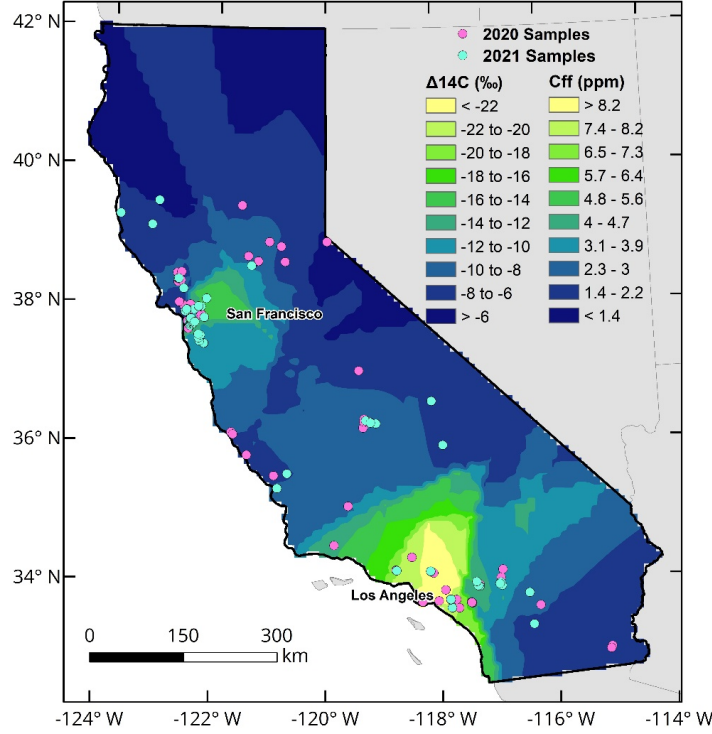 42° N
40° N
38° N
36° N
34° N
2020 Samples
2021 Samples
Δ14C (‰) Cff (ppm)
< -22 > 8.2
-22 to -20 7.4 - 8.2
-20 to -18 6.5 - 7.3
-18 to -16 5.7 - 6.4
-16 to -14 4.8 - 5.6
-14 to -12 4 - 4.7
-12 to -10 3.1 - 3.9
-10 to -8 2.3 - 3
-8 to -6 1.4 - 2.2
> -6 < 1.4
San Francisco
Los Angeles
0 150 300
km
-124° W -122° W -120° W -118° W -116° W -114° W